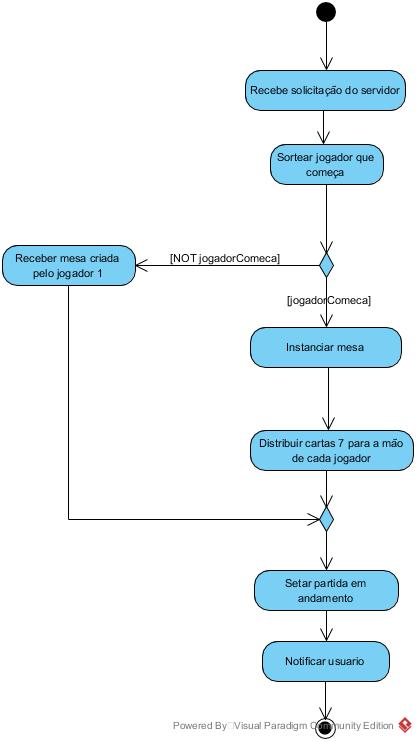 Recebe solicitação do servidor
Sortear jogador que
começa
[NOT jogadorComeca]
Receber mesa criada
pelo jogador 1
[jogadorComeca]
Instanciar mesa
Distribuir cartas 7 para a mão
de cada jogador
Setar partida em
andamento
Notificar usuario
Powered By Visual Paradigm Community Edition